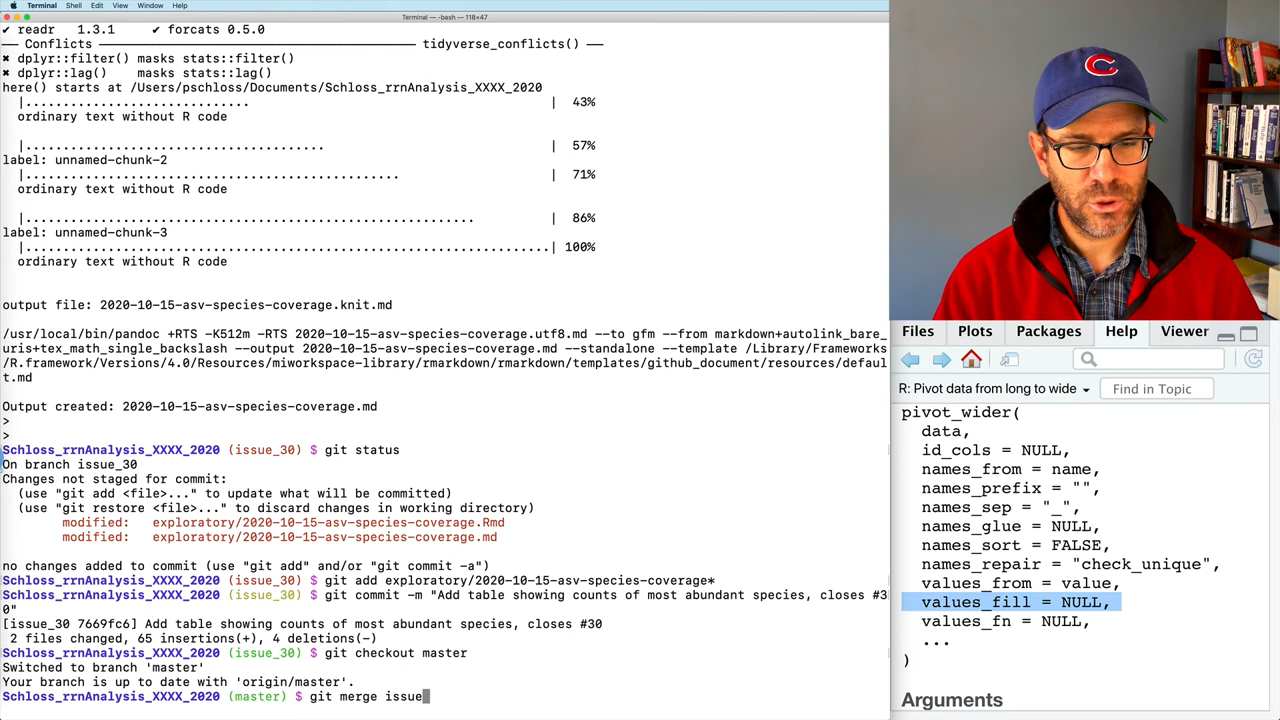 Terminal Shell Edit View Window Help
Terminal — -bash — 118×47
✔ readr 1.3.1 ✔ forcats 0.5.0
── Conflicts ────────────────────────────── tidyverse_conflicts() ──
✖ dplyr::filter() masks stats::filter()
✖ dplyr::lag() masks stats::lag()
here() starts at /Users/pschloss/Documents/Schloss_rrnAnalysis_XXXX_2020
|.............................. | 43%
ordinary text without R code
|........................................ | 57%
label: unnamed-chunk-2
|.................................................. | 71%
ordinary text without R code
|............................................................ | 86%
label: unnamed-chunk-3
|......................................................................| 100%
ordinary text without R code
output file: 2020-10-15-asv-species-coverage.knit.md
/usr/local/bin/pandoc +RTS -K512m -RTS 2020-10-15-asv-species-coverage.utf8.md --to gfm --from markdown+autolink_bare_
uris+tex_math_single_backslash --output 2020-10-15-asv-species-coverage.md --standalone --template /Library/Frameworks
/R.framework/Versions/4.0/Resources/miworkspace-library/rmarkdown/rmarkdown/templates/github_document/resources/defaul
t.md
Output created: 2020-10-15-asv-species-coverage.md
>
>
Schloss_rrnAnalysis_XXXX_2020 (issue_30) $ git status
On branch issue_30
Changes not staged for commit:
(use "git add <file>..." to update what will be committed)
(use "git restore <file>..." to discard changes in working directory)
modified: exploratory/2020-10-15-asv-species-coverage.Rmd
modified: exploratory/2020-10-15-asv-species-coverage.md
no changes added to commit (use "git add" and/or "git commit -a")
Schloss_rrnAnalysis_XXXX_2020 (issue_30) $ git add exploratory/2020-10-15-asv-species-coverage*
Schloss_rrnAnalysis_XXXX_2020 (issue_30) $ git commit -m "Add table showing counts of most abundant species, closes #3
0"
[issue_30 7669fc6] Add table showing counts of most abundant species, closes #30
2 files changed, 65 insertions(+), 4 deletions(-)
Schloss_rrnAnalysis_XXXX_2020 (issue_30) $ git checkout master
Switched to branch 'master'
Your branch is up to date with 'origin/master'.
Schloss_rrnAnalysis_XXXX_2020 (master) $ git merge issue
C
Files Plots Packages Help Viewer
R: Pivot data from long to wide Find in Topic
pivot_wider(
data,
id_cols = NULL,
names_from = name,
names_prefix = "",
names_sep = "_",
names_glue = NULL,
names_sort = FALSE,
names_repair = "check_unique",
values_from = value,
values_fill = NULL,
values_fn = NULL,
...
)
Arguments